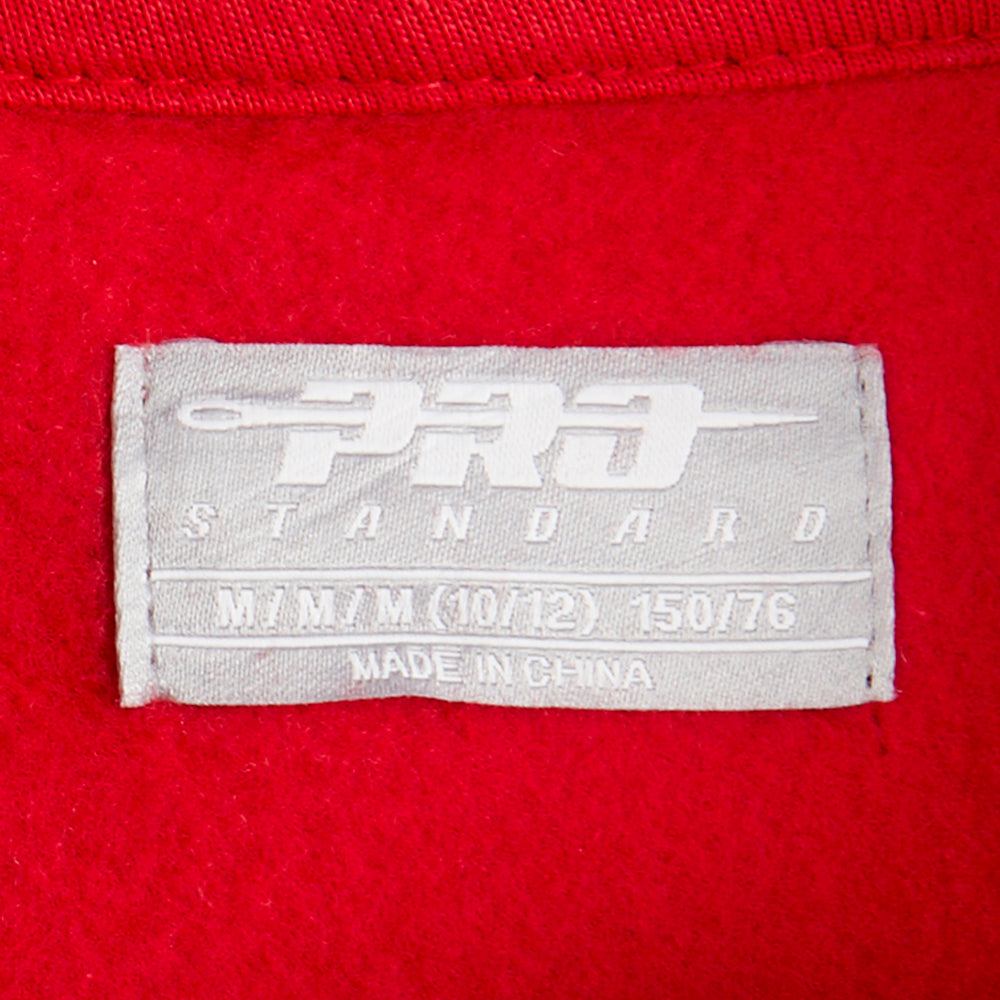 PRO
STANDARD
M/M/M (10/12) 150/76
MADE IN CHINA